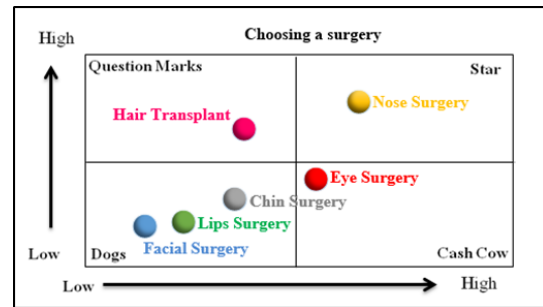 Choosing a surgery
High
Question Marks
Star
Nose Surgery
Hair Transplant
Eye Surgery
Chin Surgery
Lips Surgery
Facial Surgery
Low
Dogs
Cash Cow
Low
High